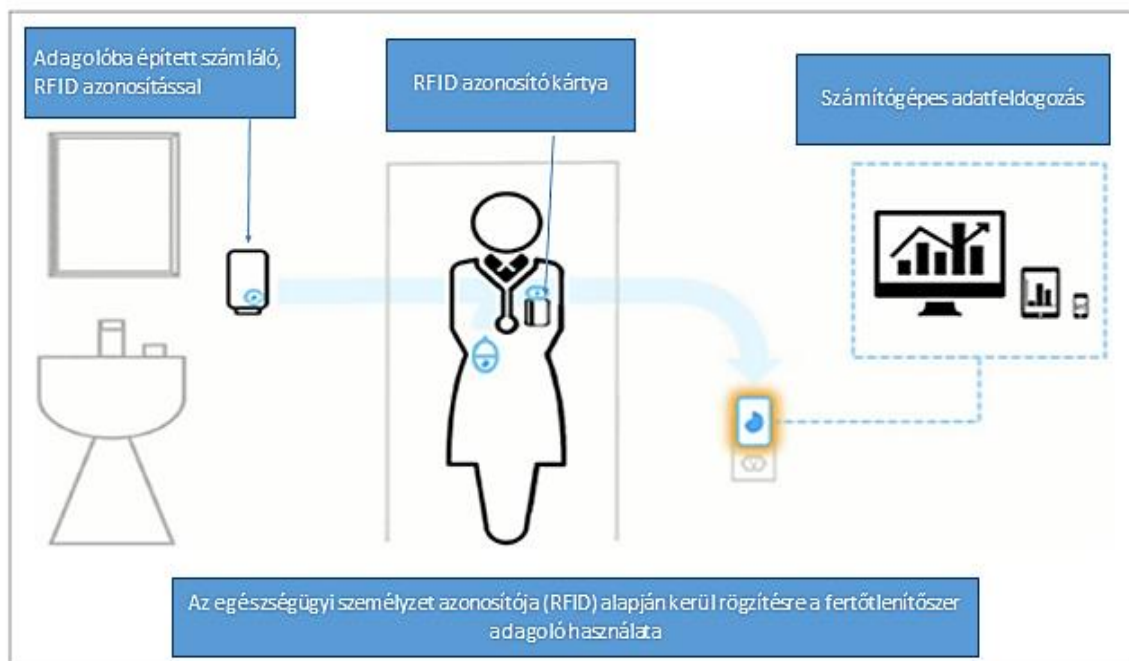 Adagolóba épített számláló,
RFID azonosítással
RFID azonosító kártya
Számítógépes adatfeldogozás
Az egészségügyi személyzet azonosítója (RFID) alapján kerül rögzítésre a fertőtlenítőszer
adagoló használata